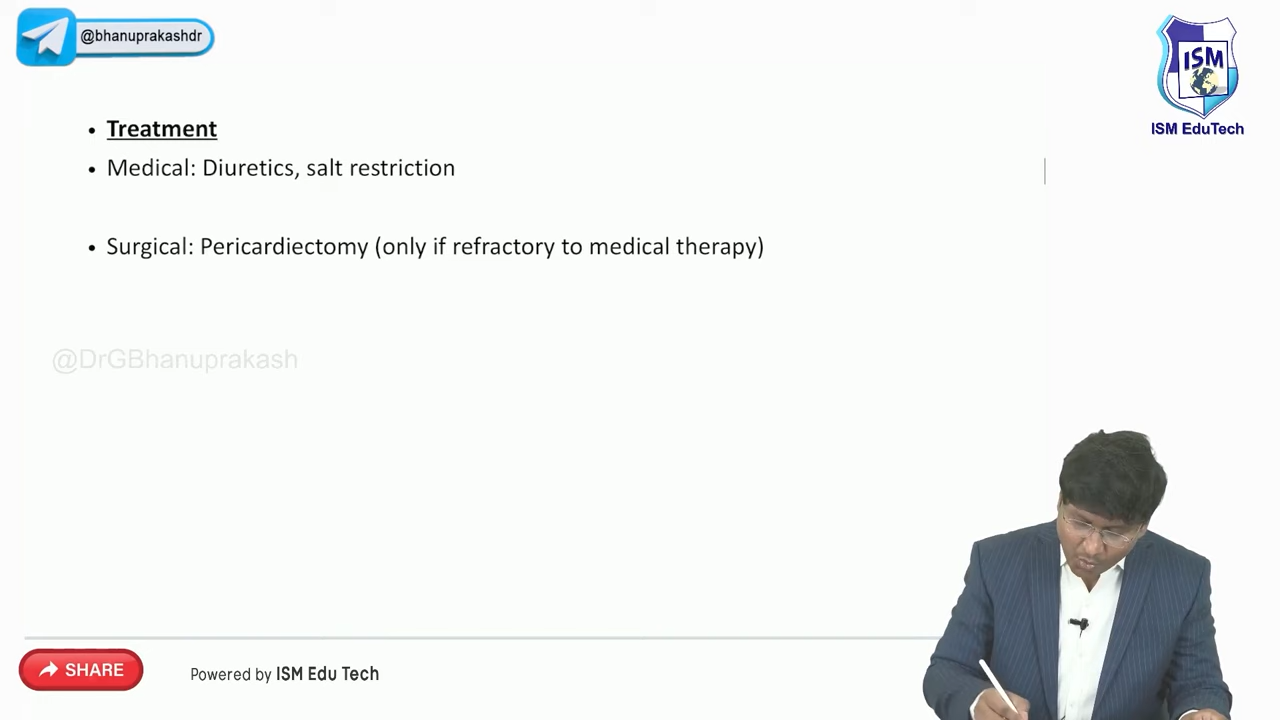 @bhanuprakashdr
ISM
ISM EduTech
• Treatment
• Medical: Diuretics, salt restriction
• Surgical: Pericardiectomy (only if refractory to medical therapy)
@DrGBhanuprakash
SHARE
Powered by ISM Edu Tech